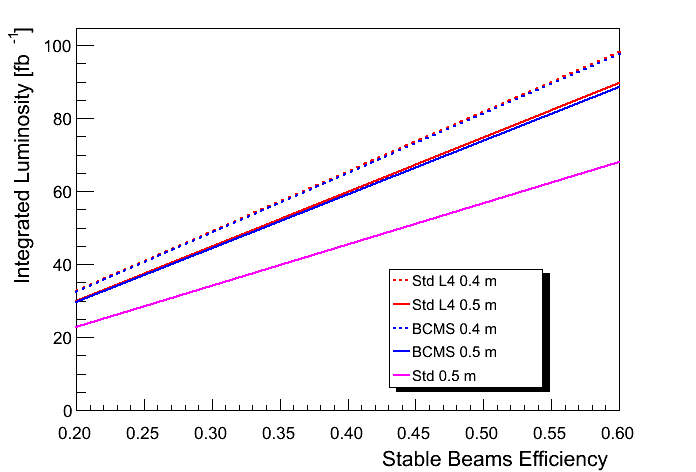 Integrated Luminosity [fb⁻¹]
100
80
60
40
20
0
0.20 0.25 0.30 0.35 0.40 0.45 0.50 0.55 0.60
Stable Beams Efficiency
Std L4 0.4 m
Std L4 0.5 m
BCMS 0.4 m
BCMS 0.5 m
Std 0.5 m